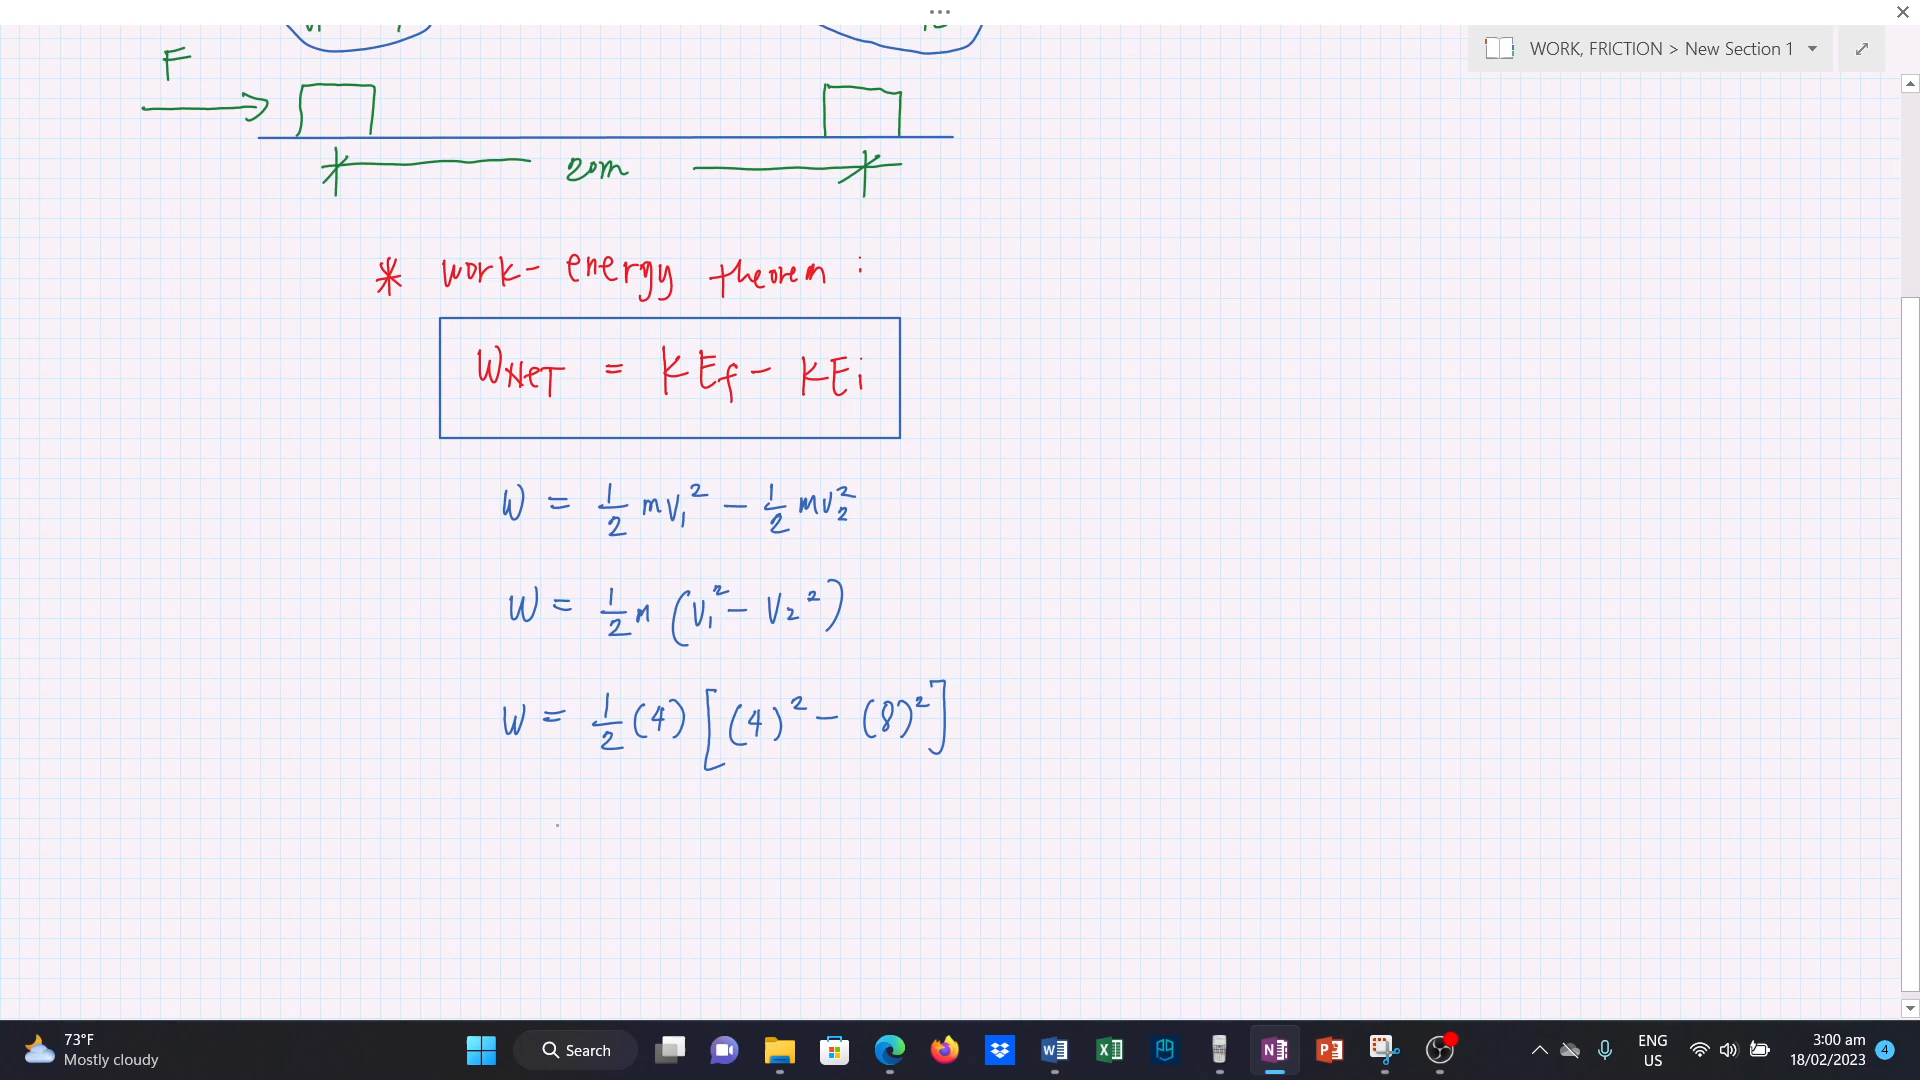 WORK, FRICTION > New Section 1
F
20m
* work-energy theorem :
WNET = KEf - KEi
W = 1/2 mv₁² - 1/2 mv₂²
W = 1/2 m (V₁² - V₂²)
W = 1/2 (4) [(4)² - (8)²]
73°F
Mostly cloudy
Search
ENG
US
3:00 am
18/02/2023
4